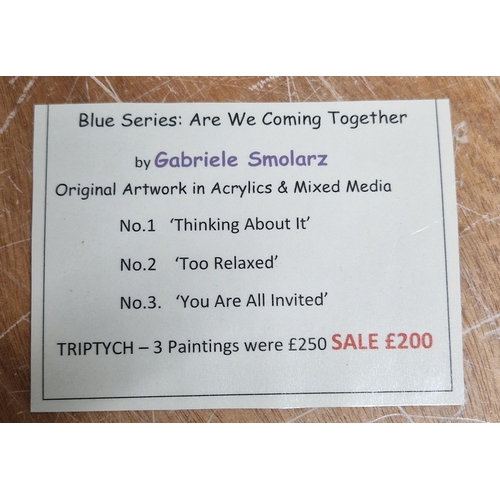 Blue Series: Are We Coming Together
by Gabriele Smolarz
Original Artwork in Acrylics & Mixed Media
No.1 ‘Thinking About It’
No.2 ‘Too Relaxed’
No.3. ‘You Are All Invited’
TRIPTYCH – 3 Paintings were £250 SALE £200